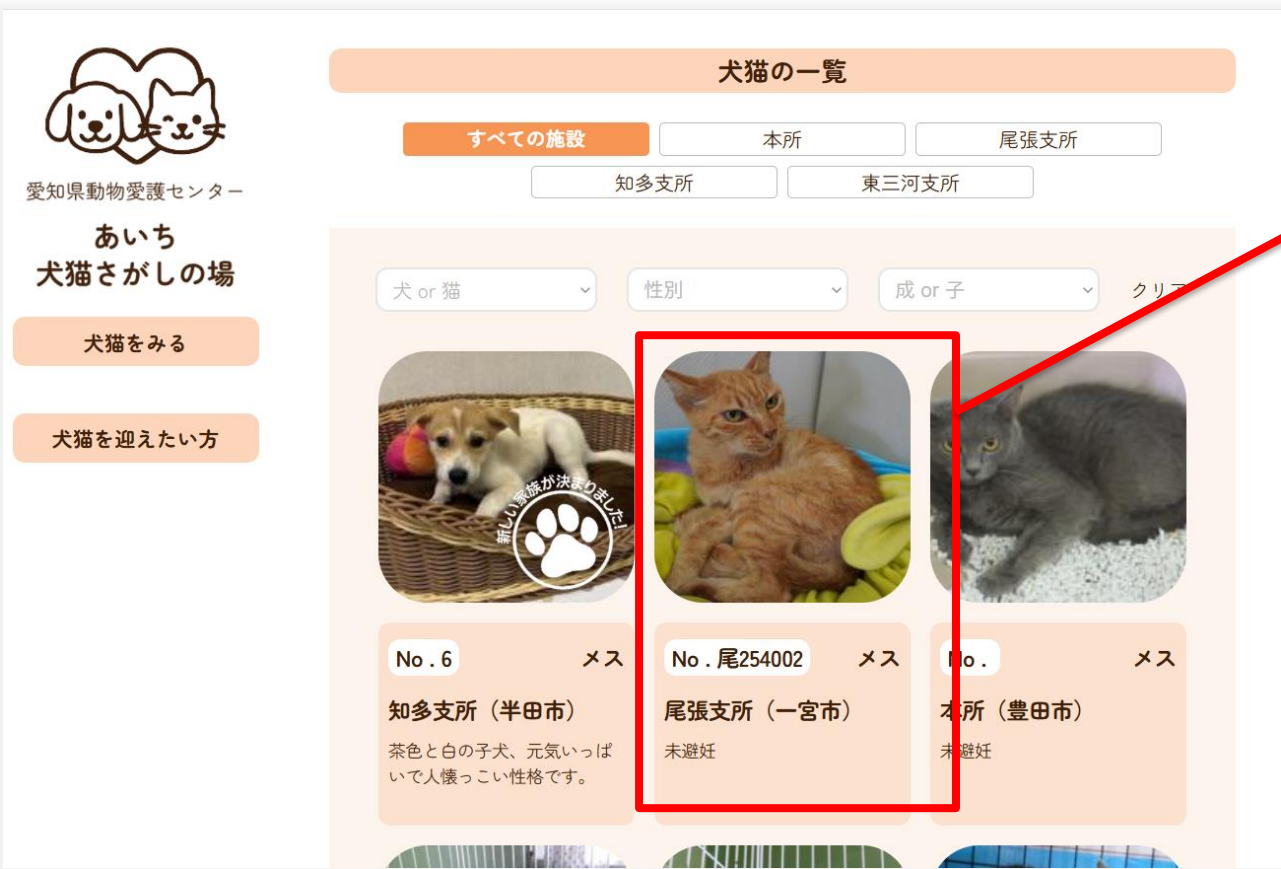 愛知県動物愛護センター
あいち
犬猫さがしの場
犬猫をみる
犬猫を迎えたい方
犬猫の一覧
すべての施設
本所
尾張支所
知多支所
東三河支所
犬 or 猫
性別
成 or 子
クリア
新しい家族が決まりました!
No . 6
メス
知多支所（半田市）
茶色と白の子犬、元気いっぱ
いで人懐っこい性格です。
No . 尾254002
メス
尾張支所（一宮市）
未避妊
No .
メス
本所（豊田市）
未避妊